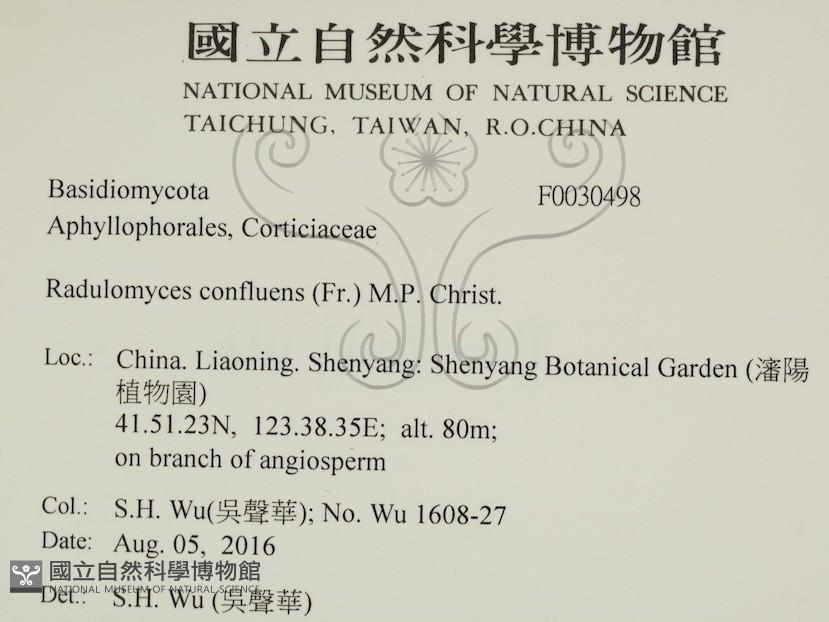 國立自然科學博物館
NATIONAL MUSEUM OF NATURAL SCIENCE
TAICHUNG, TAIWAN, R.O.CHINA
Basidiomycota F0030498
Aphyllophorales, Corticiaceae
Radulomyces confluens (Fr.) M.P. Christ.
Loc.: China. Liaoning. Shenyang: Shenyang Botanical Garden (瀋陽
植物園)
41.51.23N, 123.38.35E; alt. 80m;
on branch of angiosperm
Col.: S.H. Wu(吳聲華); No. Wu 1608-27
Date: Aug. 05, 2016
國立自然科學博物館
NATIONAL MUSEUM OF NATURAL SCIENCE
Det.: S.H. Wu (吳聲華)